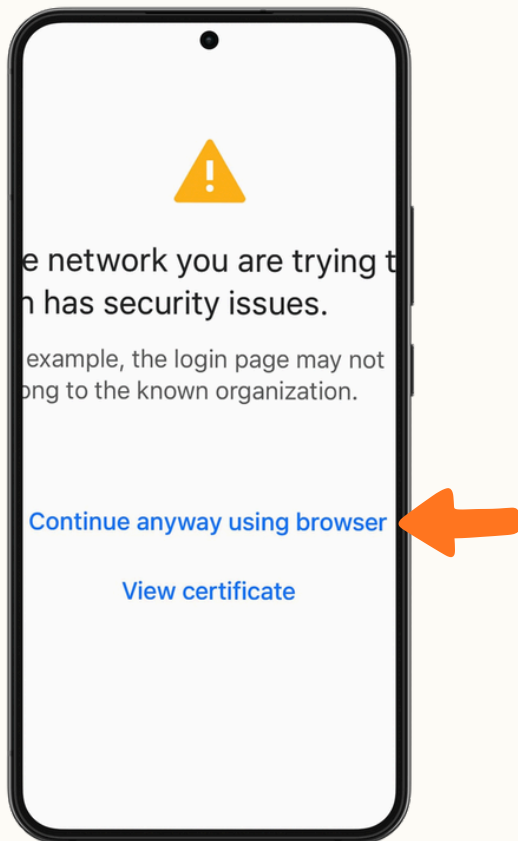 e network you are trying t
n has security issues.
example, the login page may not
ong to the known organization.
Continue anyway using browser
View certificate